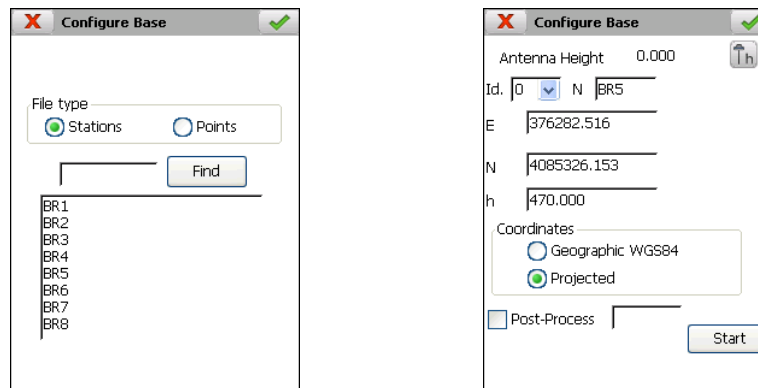 Configure Base
File type
Stations
Points
Find
BR1
BR2
BR3
BR4
BR5
BR6
BR7
BR8
Configure Base
Antenna Height 0.000
h
Id. 0 N BR5
E 376282.516
N 4085326.153
h 470.000
Coordinates
Geographic WGS84
Projected
Post-Process
Start